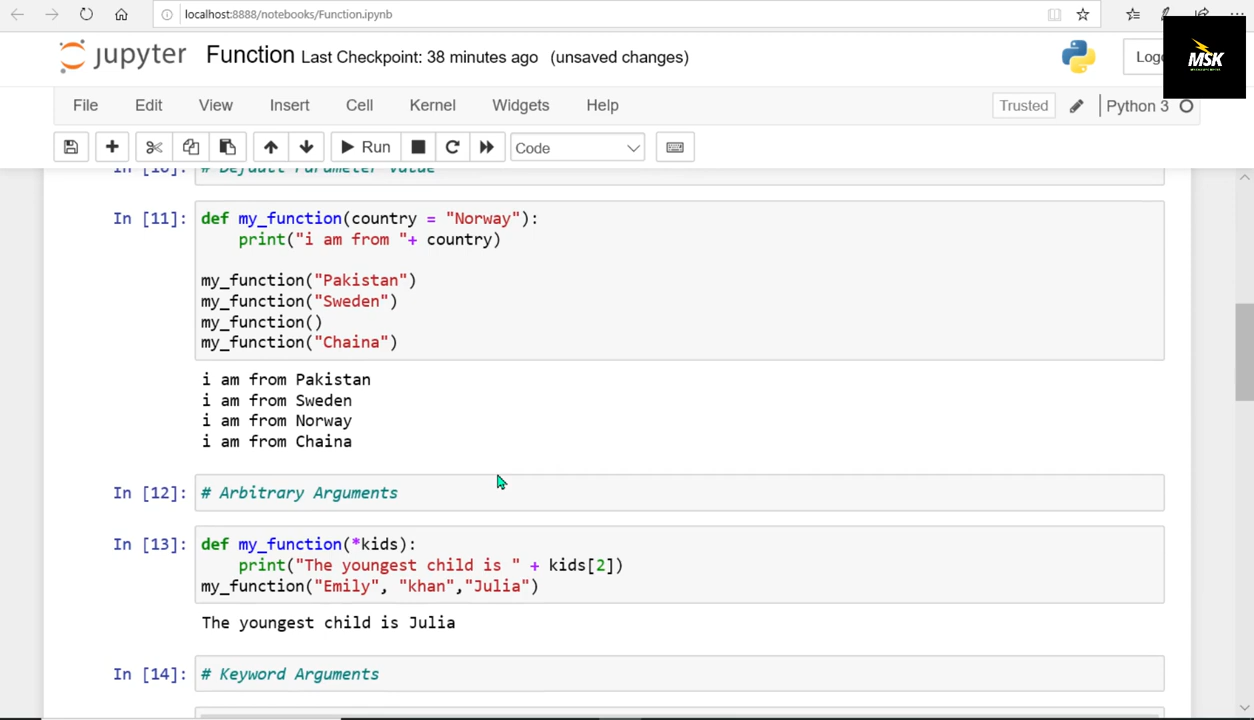 localhost:8888/notebooks/Function.ipynb
jupyter Function Last Checkpoint: 38 minutes ago (unsaved changes)
MSK
File Edit View Insert Cell Kernel Widgets Help Trusted Python 3
Run Code
In [10]: # Default Parameter Value
In [11]: def my_function(country = "Norway"):
print("i am from "+ country)
my_function("Pakistan")
my_function("Sweden")
my_function()
my_function("Chaina")
i am from Pakistan
i am from Sweden
i am from Norway
i am from Chaina
In [12]: # Arbitrary Arguments
In [13]: def my_function(*kids):
print("The youngest child is " + kids[2])
my_function("Emily", "khan","Julia")
The youngest child is Julia
In [14]: # Keyword Arguments